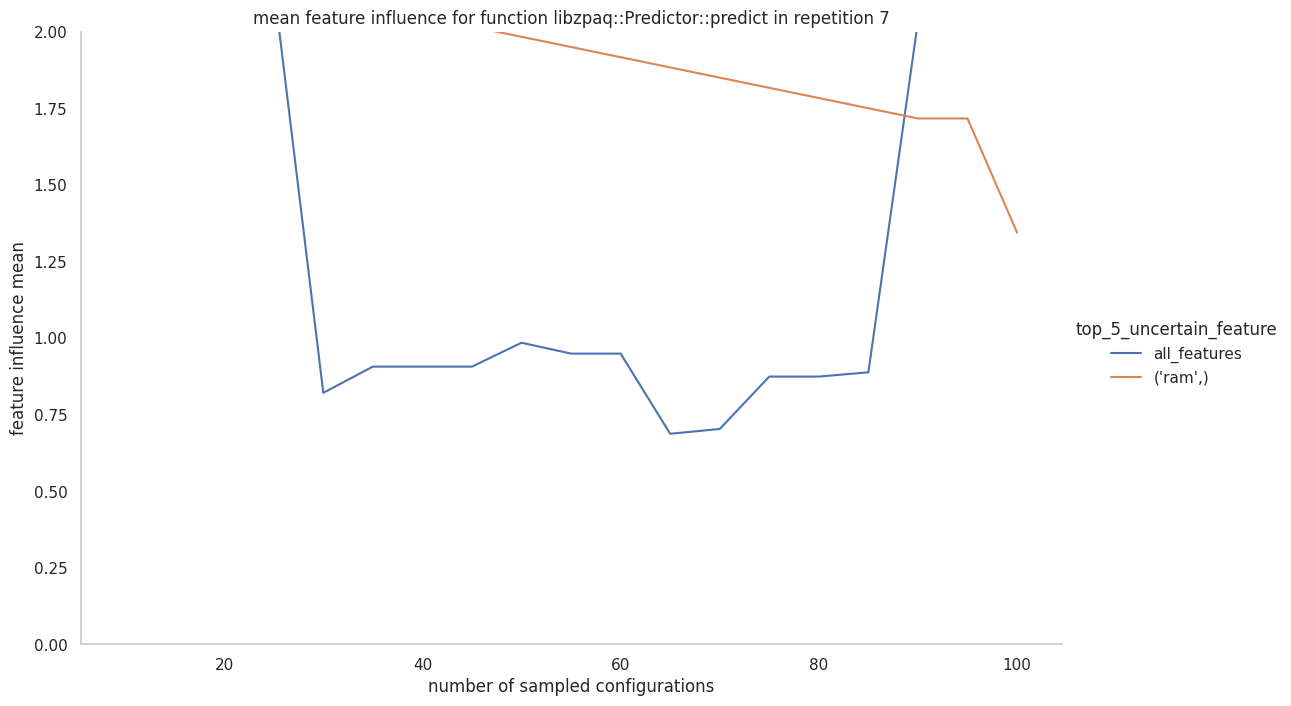 mean feature influence for function libzpaq::Predictor::predict in repetition 7
2.00
1.75
1.50
1.25
1.00
0.75
0.50
0.25
0.00
feature influence mean
20 40 60 80 100
number of sampled configurations
top_5_uncertain_feature
all_features
('ram',)